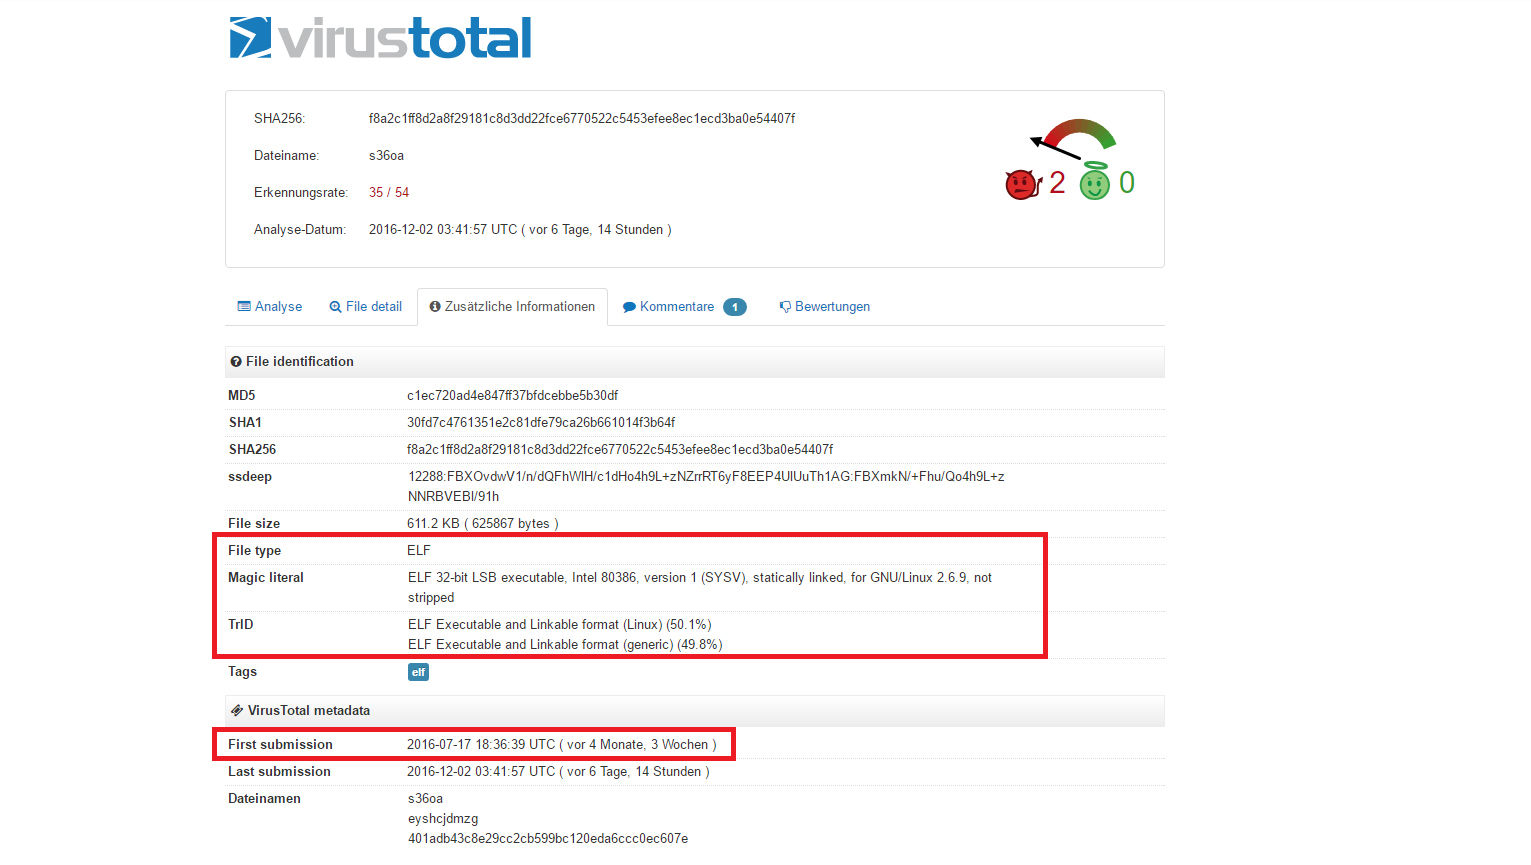 virustotal
SHA256: f8a2c1ff8d2a8f29181c8d3dd22fce6770522c5453efee8ec1ecd3ba0e54407f
Dateiname: s36oa
Erkennungsrate: 35 / 54
Analyse-Datum: 2016-12-02 03:41:57 UTC ( vor 6 Tage, 14 Stunden )
2 0
Analyse File detail Zusätzliche Informationen Kommentare 1 Bewertungen
File identification
MD5 c1ec720ad4e847ff37bfdcebbe5b30df
SHA1 30fd7c4761351e2c81dfe79ca26b661014f3b64f
SHA256 f8a2c1ff8d2a8f29181c8d3dd22fce6770522c5453efee8ec1ecd3ba0e54407f
ssdeep 12288:FBXOvdwV1/n/dQFhWlH/c1dHo4h9L+zNZrrRT6yF8EEP4UlUuTh1AG:FBXmkN/+Fhu/Qo4h9L+z
NNRBVEBl/91h
File size 611.2 KB ( 625867 bytes )
File type ELF
Magic literal ELF 32-bit LSB executable, Intel 80386, version 1 (SYSV), statically linked, for GNU/Linux 2.6.9, not
stripped
TrID ELF Executable and Linkable format (Linux) (50.1%)
ELF Executable and Linkable format (generic) (49.8%)
Tags elf
VirusTotal metadata
First submission 2016-07-17 18:36:39 UTC ( vor 4 Monate, 3 Wochen )
Last submission 2016-12-02 03:41:57 UTC ( vor 6 Tage, 14 Stunden )
Dateinamen s36oa
eyshcjdmzg
401adb43c8e29cc2cb599bc120eda6ccc0ec607e